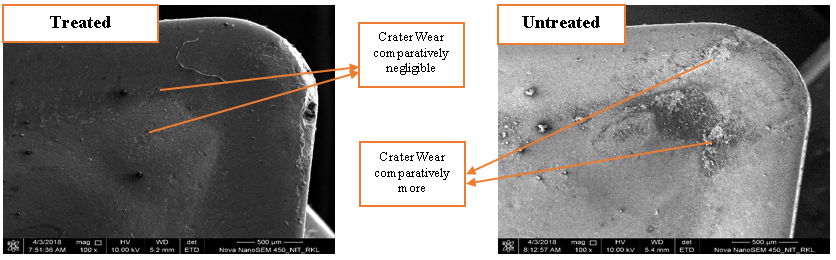 Treated
Crater Wear
comparatively
negligible
Untreated
Crater Wear
comparatively
more
4/3/2018 mag HV WD det 500 µm
7:51:36 AM 100 x 10.00 kV 5.2 mm ETD Nova NanoSEM 450_NIT_RKL
4/3/2018 mag HV WD det 500 µm
8:12:57 AM 100 x 10.00 kV 5.4 mm ETD Nova NanoSEM 450_NIT_RKL